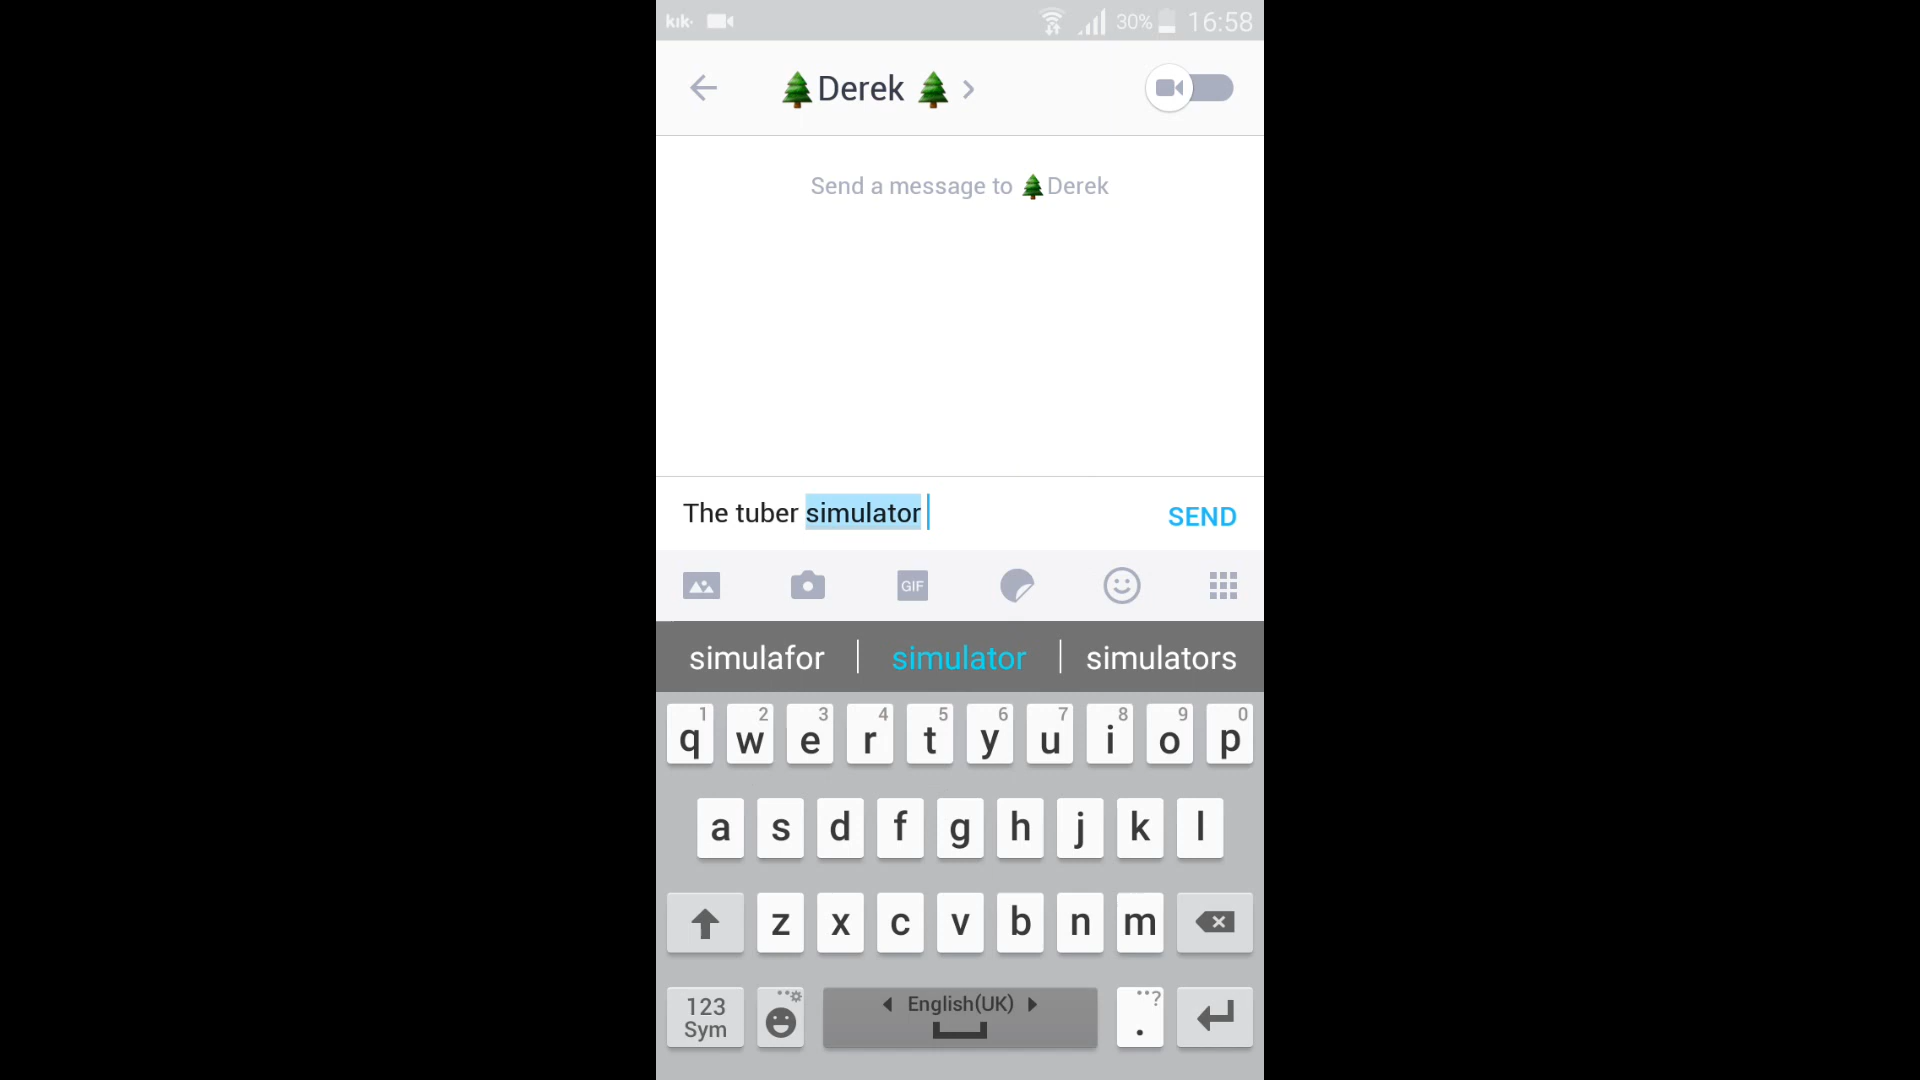 kik·
30% 16:58
🌲Derek 🌲
Send a message to 🌲Derek
The tuber simulator
SEND
GIF
simulafor simulator simulators
1 2 3 4 5 6 7 8 9 0
q w e r t y u i o p
a s d f g h j k l
z x c v b n m
123
Sym
English(UK)
?
.